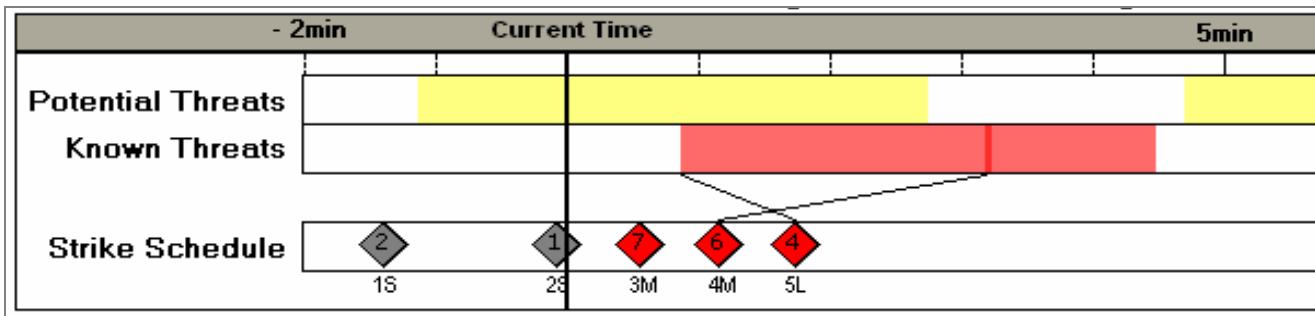 - 2min Current Time 5min
Potential Threats
Known Threats
Strike Schedule 2 1 7 6 4
1S 2S 3M 4M 5L